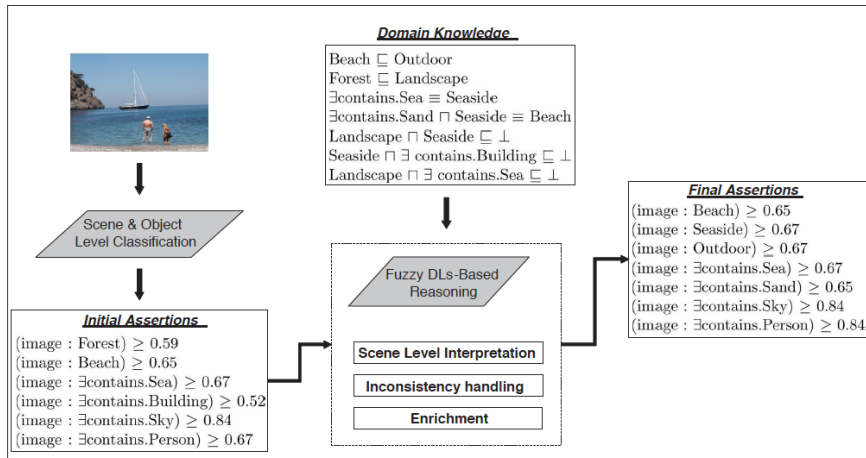 Domain Knowledge
Beach ⊑ Outdoor
Forest ⊑ Landscape
∃contains.Sea ≡ Seaside
∃contains.Sand ⊓ Seaside ≡ Beach
Landscape ⊓ Seaside ⊑ ⊥
Seaside ⊓ ∃ contains.Building ⊑ ⊥
Landscape ⊓ ∃ contains.Sea ⊑ ⊥
Scene & Object
Level Classification
Initial Assertions
(image : Forest) ≥ 0.59
(image : Beach) ≥ 0.65
(image : ∃contains.Sea) ≥ 0.67
(image : ∃contains.Building) ≥ 0.52
(image : ∃contains.Sky) ≥ 0.84
(image : ∃contains.Person) ≥ 0.67
Fuzzy DLs-Based
Reasoning
Scene Level Interpretation
Inconsistency handling
Enrichment
Final Assertions
(image : Beach) ≥ 0.65
(image : Seaside) ≥ 0.67
(image : Outdoor) ≥ 0.67
(image : ∃contains.Sea) ≥ 0.67
(image : ∃contains.Sand) ≥ 0.65
(image : ∃contains.Sky) ≥ 0.84
(image : ∃contains.Person) ≥ 0.84